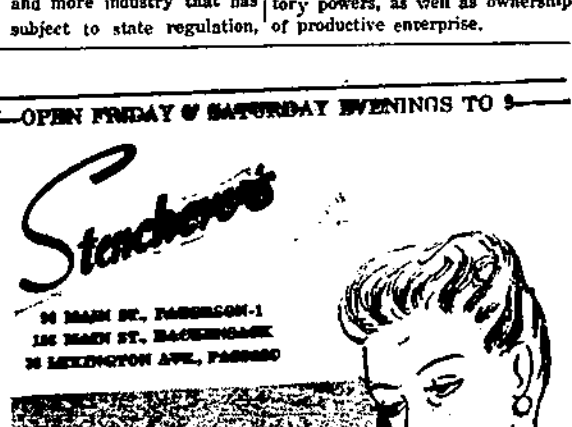 and more industry that has
subject to state regulation,
tory powers, as well as ownership
of productive enterprise.
OPEN FRIDAY & SATURDAY EVENINGS TO 9
Stenchever's
MAIN ST., PATERSON-1
MAIN ST., HACKENSACK
LEXINGTON AVE., PASSAIC